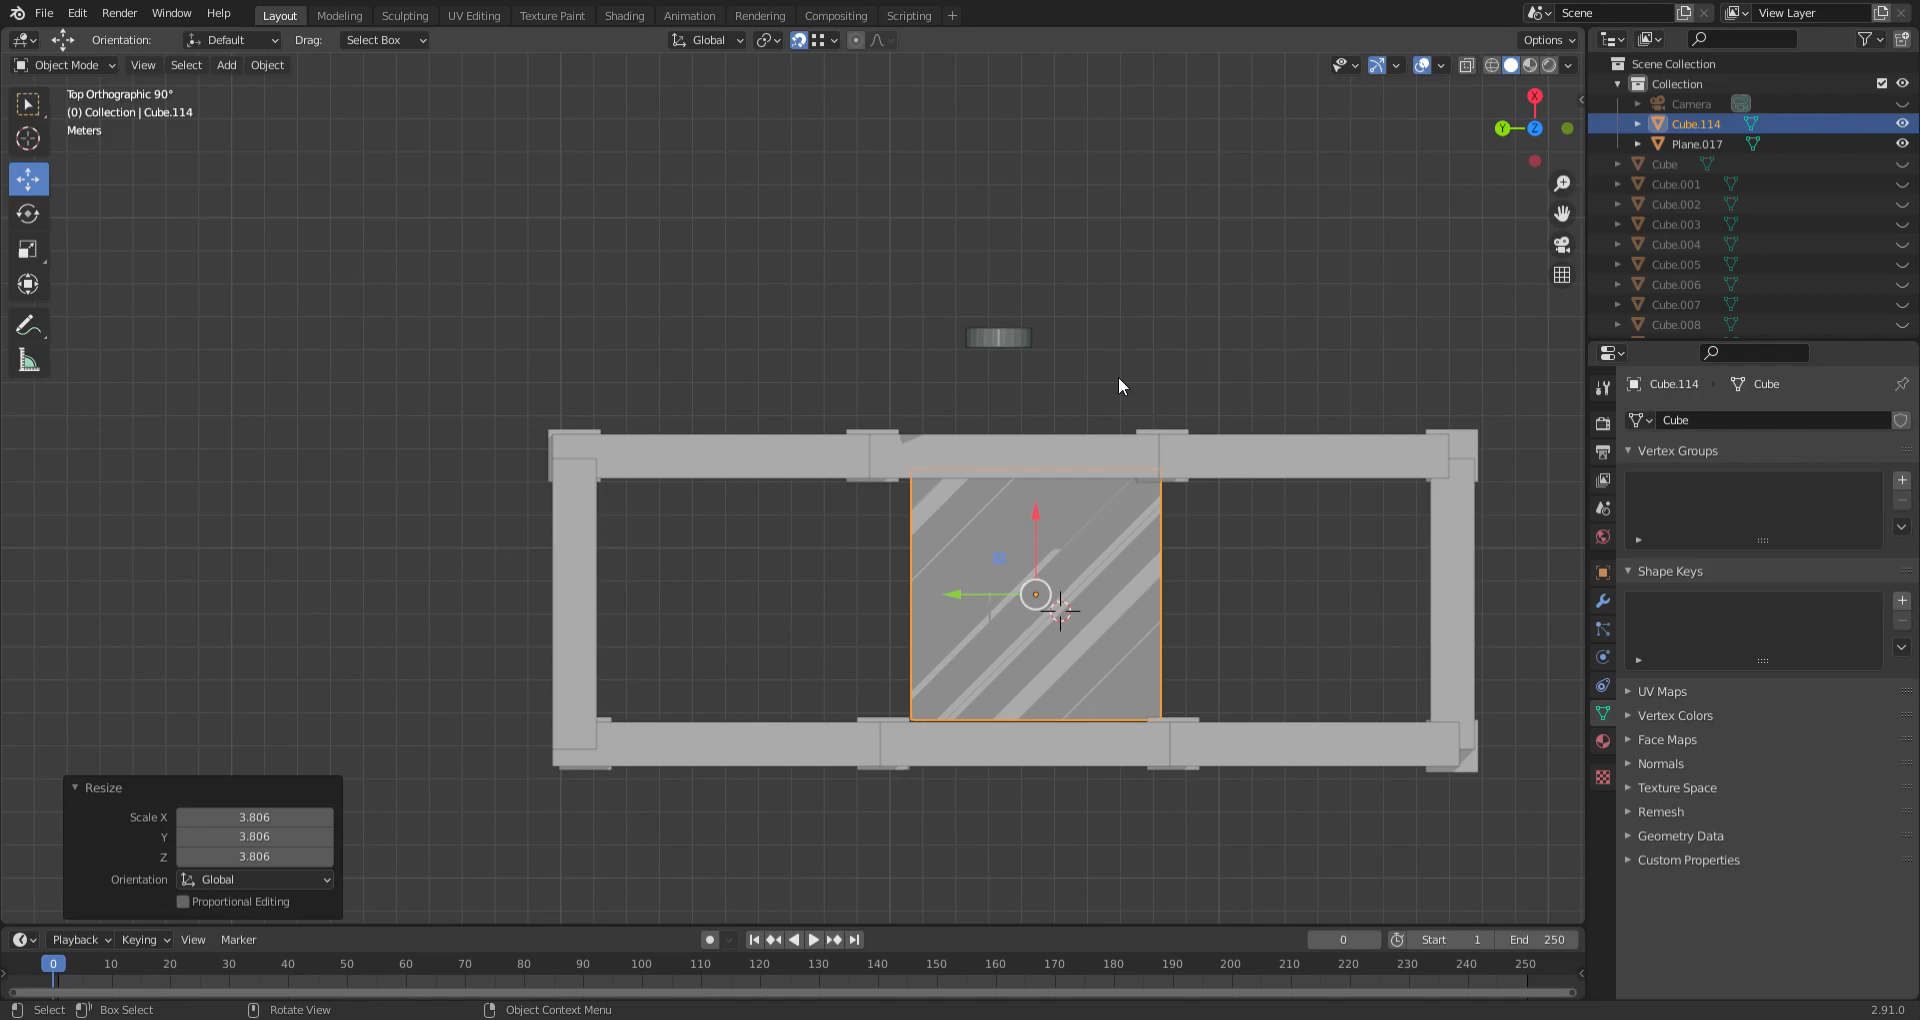 File Edit Render Window Help Layout Modeling Sculpting UV Editing Texture Paint Shading Animation Rendering Compositing Scripting + Scene View Layer
Orientation: Default Drag: Select Box Global Options
Object Mode View Select Add Object
Top Orthographic 90°
(0) Collection | Cube.114
Meters
X
Y
Z
Scene Collection
Collection
Camera
Cube.114
Plane.017
Cube
Cube.001
Cube.002
Cube.003
Cube.004
Cube.005
Cube.006
Cube.007
Cube.008
Cube.114 Cube
Cube
Vertex Groups
Shape Keys
UV Maps
Vertex Colors
Face Maps
Normals
Texture Space
Remesh
Geometry Data
Custom Properties
Resize
Scale X 3.806
Y 3.806
Z 3.806
Orientation Global
Proportional Editing
Playback Keying View Marker 0 Start 1 End 250
0 10 20 30 40 50 60 70 80 90 100 110 120 130 140 150 160 170 180 190 200 210 220 230 240 250
Select Box Select Rotate View Object Context Menu 2.91.0